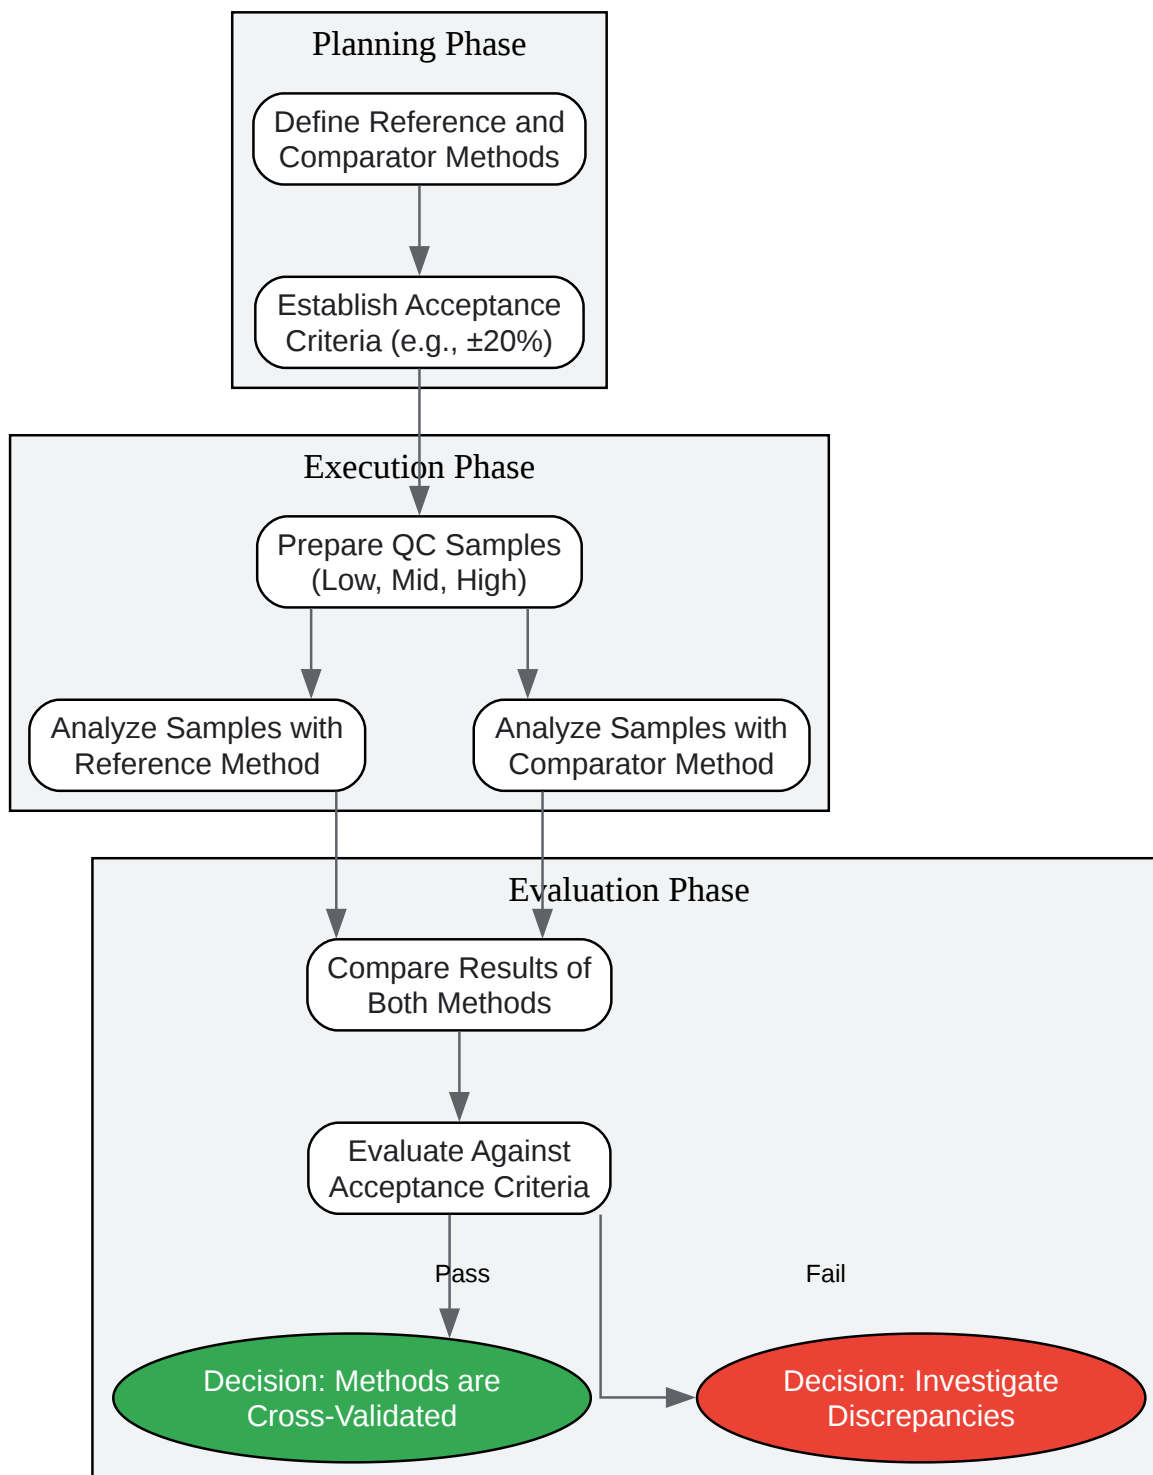 Planning Phase
Define Reference and
Comparator Methods
Establish Acceptance
Criteria (e.g., ±20%)
Execution Phase
Prepare QC Samples
(Low, Mid, High)
Analyze Samples with
Reference Method
Analyze Samples with
Comparator Method
Evaluation Phase
Compare Results of
Both Methods
Evaluate Against
Acceptance Criteria
Pass
Fail
Decision: Methods are
Cross-Validated
Decision: Investigate
Discrepancies